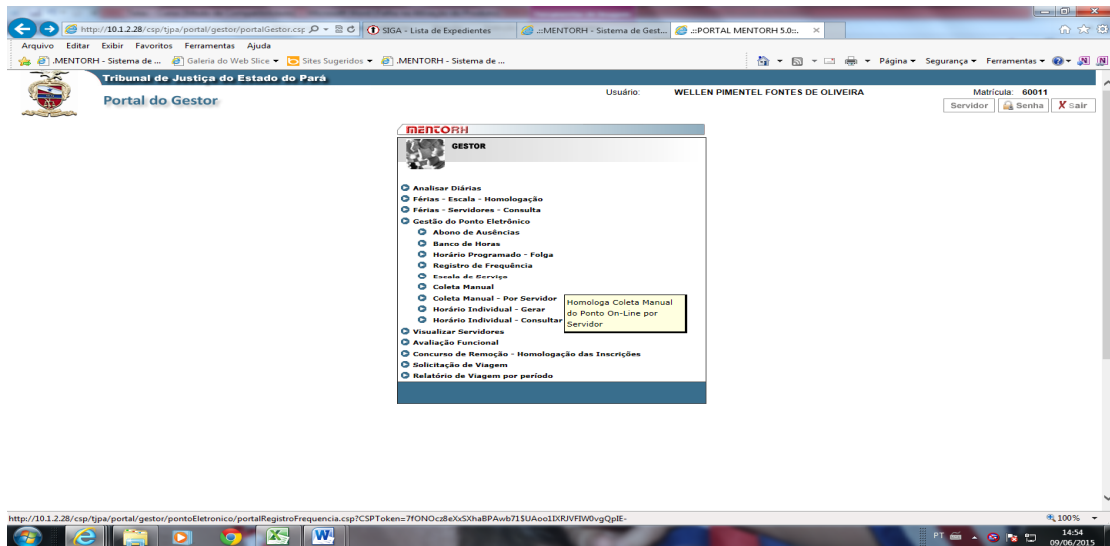 http://10.1.2.28/csp/tjpa/portal/gestor/portalGestor.csp
SIGA - Lista de Expedientes
.::MENTORH - Sistema de Gest...
.::PORTAL MENTORH 5.0::.
Arquivo Editar Exibir Favoritos Ferramentas Ajuda
.MENTORH - Sistema de ... Galeria do Web Slice Sites Sugeridos .MENTORH - Sistema de ...
Página Segurança Ferramentas
Tribunal de Justiça do Estado do Pará
Portal do Gestor
Usuário: WELLEN PIMENTEL FONTES DE OLIVEIRA Matrícula: 60011
Servidor Senha X Sair
MENTORH
GESTOR
Analisar Diárias
Férias - Escala - Homologação
Férias - Servidores - Consulta
Gestão do Ponto Eletrônico
Abono de Ausências
Banco de Horas
Horário Programado - Folga
Registro de Frequência
Escala de Serviço
Coleta Manual
Coleta Manual - Por Servidor
Horário Individual - Gerar
Horário Individual - Consultar
Homologa Coleta Manual
do Ponto On-Line por
Servidor
Visualizar Servidores
Avaliação Funcional
Concurso de Remoção - Homologação das Inscrições
Solicitação de Viagem
Relatório de Viagem por período
http://10.1.2.28/csp/tjpa/portal/gestor/pontoEletronico/portalRegistroFrequencia.csp?CSPToken=7fONOcz8eXxSXhaBPAwb71SUAoo1IXRJVFIW0vgQpIE-
100%
PT 14:54
09/06/2015